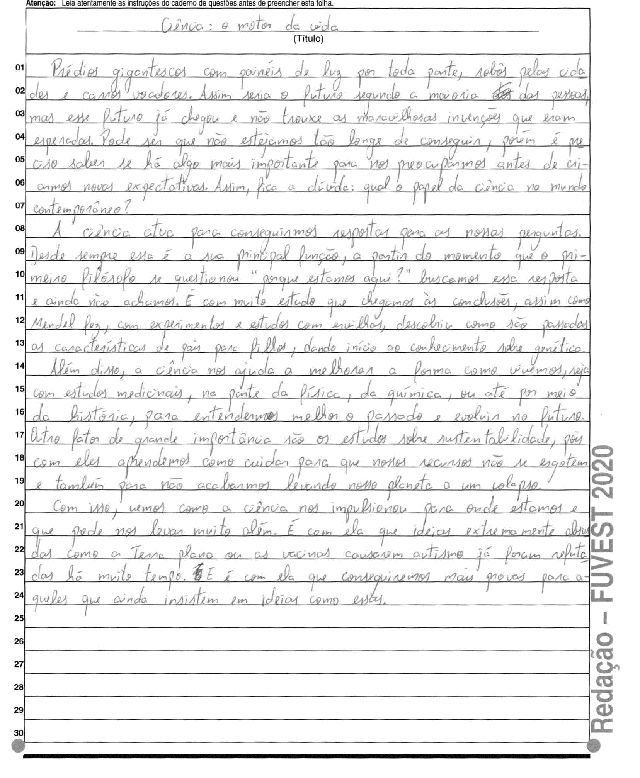 Atenção: Leia atentamente as instruções do caderno de questões antes de preencher esta folha.
Ciência: o motor da vida
(Título)
01 Prédios gigantescos com painéis de luz por toda parte, robôs pelas cida
02 des e carros voadores. Assim seria o futuro segundo a maioria das pessoas,
03 mas esse futuro já chegou e não trouxe as maravilhosas invenções que eram
04 esperadas. Pode ser que não estejamos tão longe de conseguir, porém é pre
05 ciso saber se há algo mais importante para nos preocuparmos antes de cri-
06 armos novas expectativas. Assim, fica a dúvida: qual o papel da ciência no mundo
07 contemporâneo?
08 A ciência atua para conseguirmos respostas para as nossas perguntas.
09 Desde sempre essa é a sua principal função, a partir do momento que o pri-
10 meiro filósofo se questionou "porque estamos aqui?" buscamos essa resposta
11 e ainda não achamos. É com muito estudo que chegamos às conclusões, assim como
12 Mendel fez, com experimentos e estudos com ervilhas, descobriu como são passadas
13 as características de pais para filhos, dando início ao conhecimento sobre genética.
14 Além disso, a ciência nos ajuda a melhorar a forma como vivemos, seja
15 com estudos medicinais, na parte da física, da química, ou até por meio
16 da história, para entendermos melhor o passado e evoluir no futuro.
17 Outro fator de grande importância são os estudos sobre sustentabilidade, pois
18 com eles aprendemos como cuidar para que nossos recursos não se esgotem
19 e também para não acabarmos levando nosso planeta a um colapso.
20 Com isso, vemos como a ciência nos impulsionou para onde estamos e
21 que pode nos levar muito além. É com ela que ideias extremamente absur
22 das como a Terra plana ou as vacinas causarem autismo já foram refuta
23 das há muito tempo. E é com ela que conseguiremos mais provas para a-
24 queles que ainda insistem em ideias como essas.
25
26
27
28
29
30
Redação – FUVEST 2020